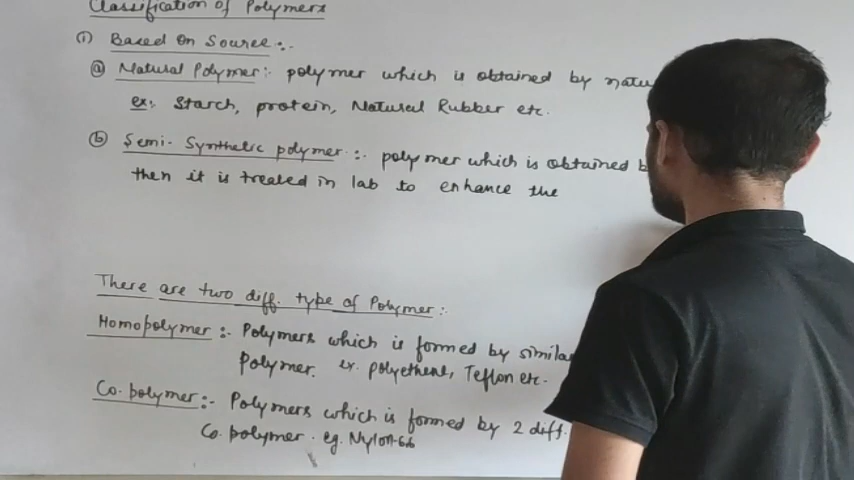 Classification of Polymers
(i) Based On Source :-
(a) Natural Polymer :- polymer which is obtained by natu
ex:- Starch, protein, Natural Rubber etc.
(b) Semi-Synthetic polymer :- polymer which is obtained b
then it is treated in lab to enhance the
There are two diff. type of Polymer :-
Homopolymer :- Polymers which is formed by simila
Polymer. ex. polyethene, Teflon etc.
Co-polymer :- Polymers which is formed by 2 diff.
Co-polymer. eg. Nylon-6,6